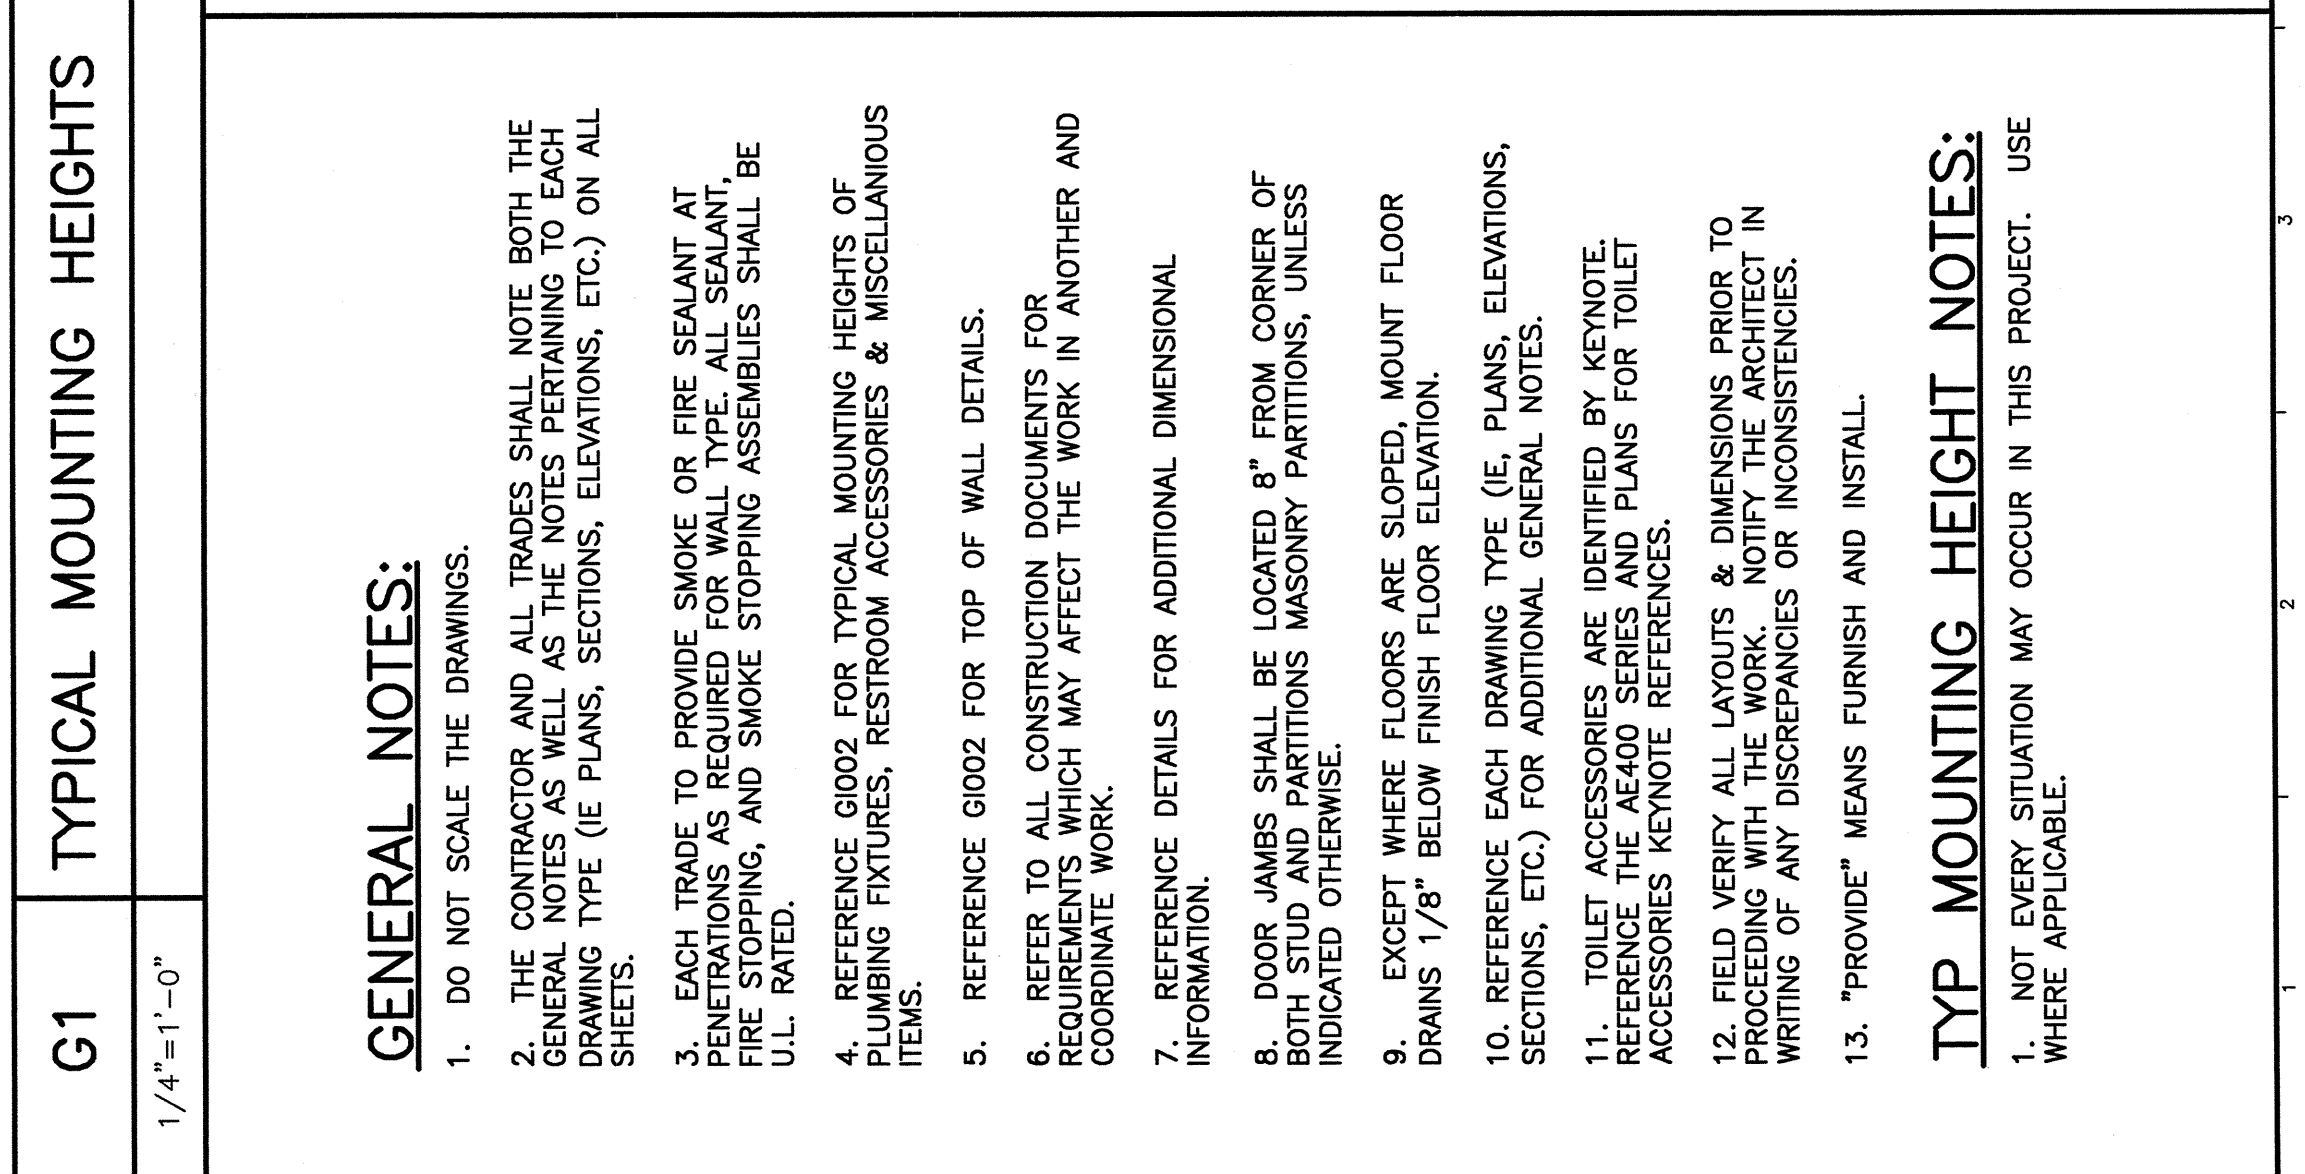 G1 TYPICAL MOUNTING HEIGHTS
1/4"=1'-0"
GENERAL NOTES:
1. DO NOT SCALE THE DRAWINGS.
2. THE CONTRACTOR AND ALL TRADES SHALL NOTE BOTH THE
GENERAL NOTES AS WELL AS THE NOTES PERTAINING TO EACH
DRAWING TYPE (IE PLANS, SECTIONS, ELEVATIONS, ETC.) ON ALL
SHEETS.
3. EACH TRADE TO PROVIDE SMOKE OR FIRE SEALANT AT
PENETRATIONS AS REQUIRED FOR WALL TYPE. ALL SEALANT,
FIRE STOPPING, AND SMOKE STOPPING ASSEMBLIES SHALL BE
U.L. RATED.
4. REFERENCE GI002 FOR TYPICAL MOUNTING HEIGHTS OF
PLUMBING FIXTURES, RESTROOM ACCESSORIES & MISCELLANIOUS
ITEMS.
5. REFERENCE GI002 FOR TOP OF WALL DETAILS.
6. REFER TO ALL CONSTRUCTION DOCUMENTS FOR
REQUIREMENTS WHICH MAY AFFECT THE WORK IN ANOTHER AND
COORDINATE WORK.
7. REFERENCE DETAILS FOR ADDITIONAL DIMENSIONAL
INFORMATION.
8. DOOR JAMBS SHALL BE LOCATED 8" FROM CORNER OF
BOTH STUD AND PARTITIONS MASONRY PARTITIONS, UNLESS
INDICATED OTHERWISE.
9. EXCEPT WHERE FLOORS ARE SLOPED, MOUNT FLOOR
DRAINS 1/8" BELOW FINISH FLOOR ELEVATION.
10. REFERENCE EACH DRAWING TYPE (IE, PLANS, ELEVATIONS,
SECTIONS, ETC.) FOR ADDITIONAL GENERAL NOTES.
11. TOILET ACCESSORIES ARE IDENTIFIED BY KEYNOTE.
REFERENCE THE AE400 SERIES AND PLANS FOR TOILET
ACCESSORIES KEYNOTE REFERENCES.
12. FIELD VERIFY ALL LAYOUTS & DIMENSIONS PRIOR TO
PROCEEDING WITH THE WORK. NOTIFY THE ARCHITECT IN
WRITING OF ANY DISCREPANCIES OR INCONSISTENCIES.
13. "PROVIDE" MEANS FURNISH AND INSTALL.
TYP MOUNTING HEIGHT NOTES:
1. NOT EVERY SITUATION MAY OCCUR IN THIS PROJECT. USE
WHERE APPLICABLE.
1 2 3